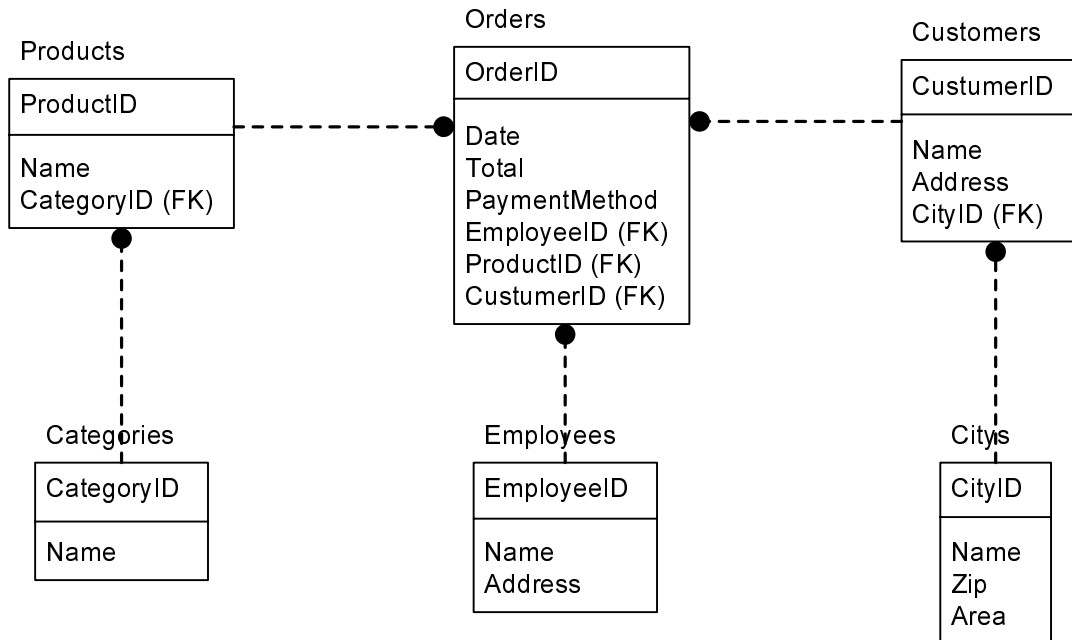 Products
ProductID
Name
CategoryID (FK)
Orders
OrderID
Date
Total
PaymentMethod
EmployeeID (FK)
ProductID (FK)
CustumerID (FK)
Customers
CustumerID
Name
Address
CityID (FK)
Categories
CategoryID
Name
Employees
EmployeeID
Name
Address
Citys
CityID
Name
Zip
Area